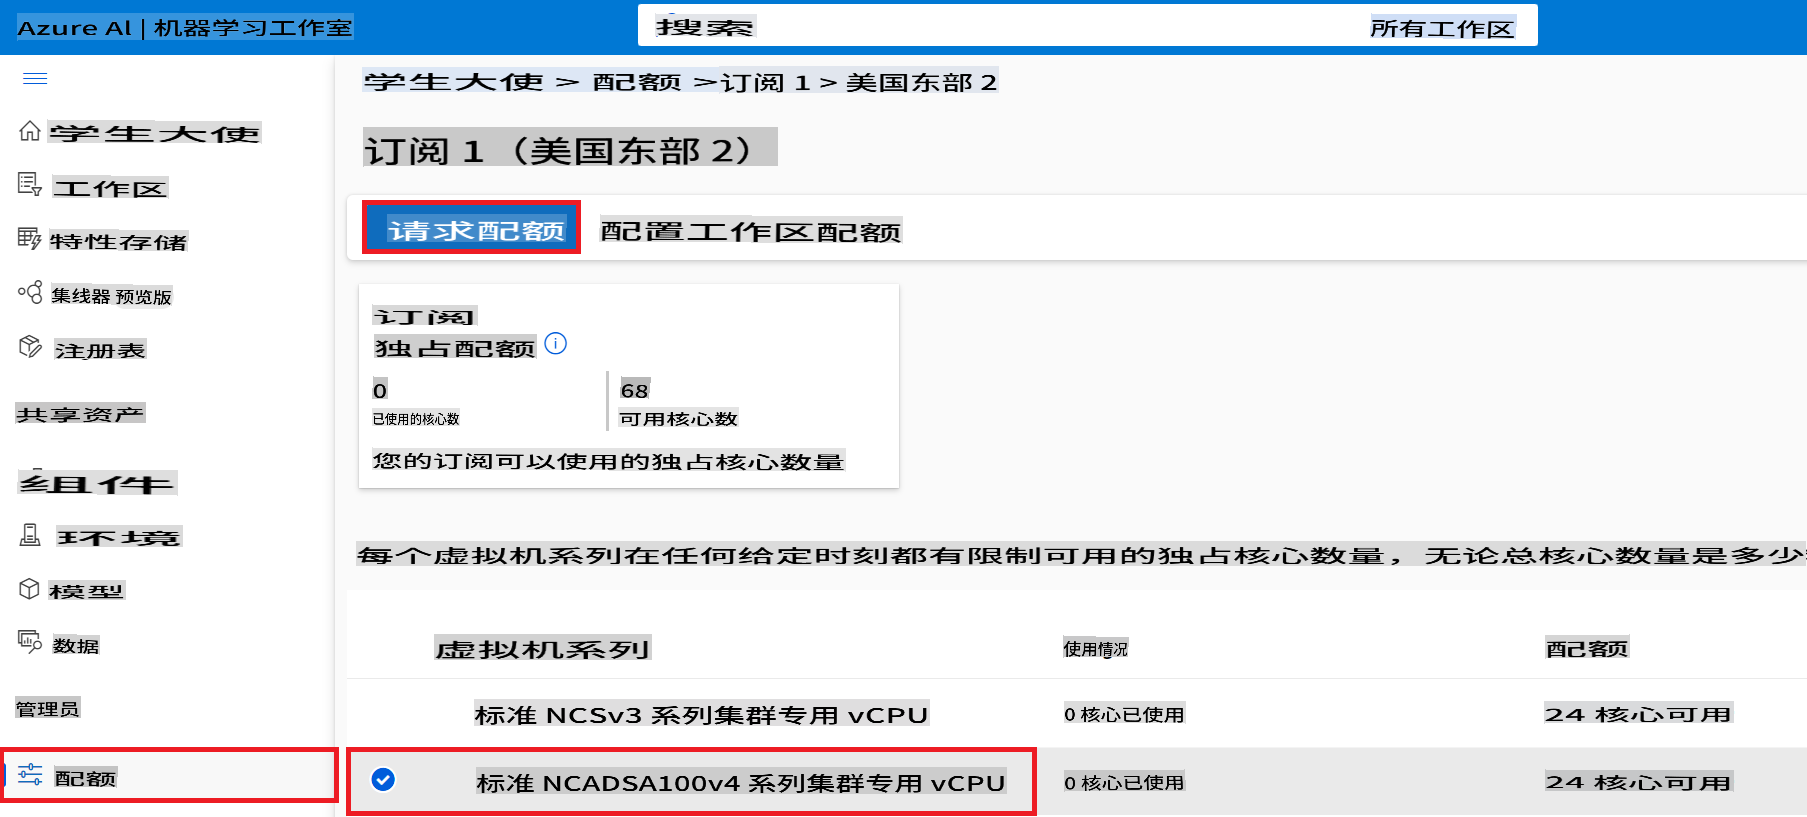 Azure AI | 机器学习工作室
搜索
所有工作区
学生大使 > 配额 >订阅 1 > 美国东部 2
学生大使
订阅 1（美国东部 2）
工作区
请求配额
配置工作区配额
特性存储
集线器 预览版
订阅
独占配额
注册表
0
68
已使用的核心数
可用核心数
共享资产
您的订阅可以使用的独占核心数量
组件
环境
每个虚拟机系列在任何给定时刻都有限制可用的独占核心数量，无论总核心数量是多少
模型
数据
虚拟机系列
使用情况
配额
管理员
标准 NCSv3 系列集群专用 vCPU
0 核心已使用
24 核心可用
配额
标准 NCADSA100v4 系列集群专用 vCPU
0 核心已使用
24 核心可用